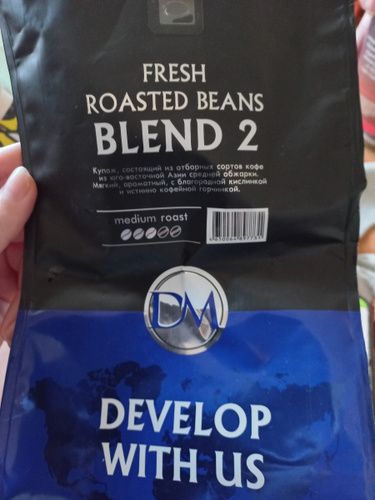 FRESH
ROASTED BEANS
BLEND 2
Купаж, состоящий из отборных сортов кофе
из юго-восточной Азии средней обжарки.
Мягкий, ароматный, с благородной кислинкой
и истинно кофейной горчинкой.
medium roast
DM
DEVELOP
WITH US